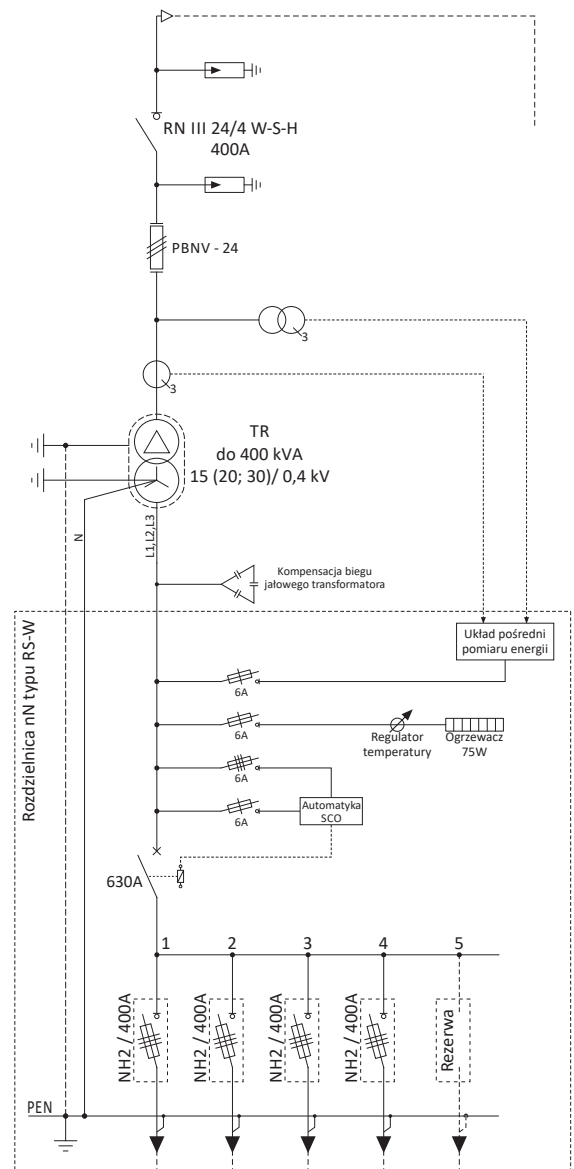 RN III 24/4 W-S-H
400A
PBNV - 24
3
3
TR
do 400 kVA
15 (20; 30)/ 0,4 kV
N
L1,L2,L3
Kompensacja biegu
jałowego transformatora
Rozdzielnica nN typu RS-W
Układ pośredni
pomiaru energii
6A
6A
Regulator
temperatury
Ogrzewacz
75W
6A
6A
Automatyka
SCO
630A
1
2
3
4
5
NH2 / 400A
NH2 / 400A
NH2 / 400A
NH2 / 400A
Rezerwa
PEN